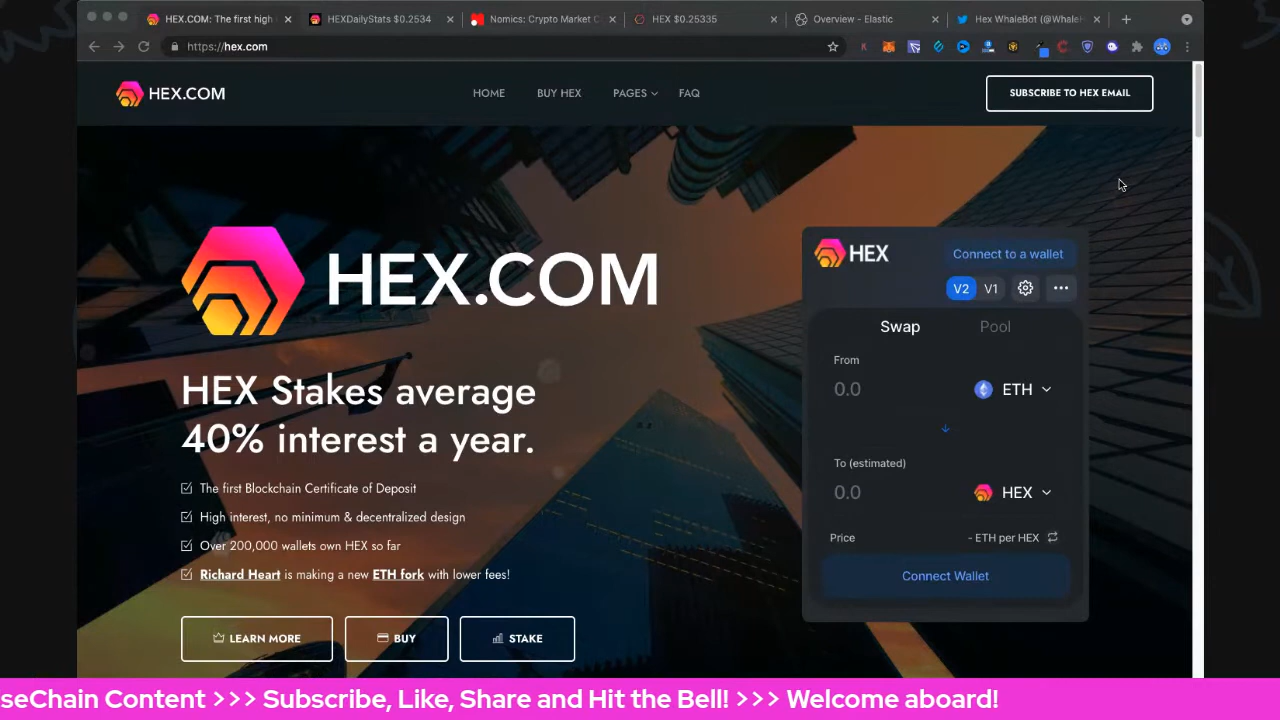 HEX.COM: The first high
HEXDailyStats $0.2534
Nomics: Crypto Market C
HEX $0.25335
Overview - Elastic
Hex WhaleBot (@WhaleH
https://hex.com
HEX.COM
HOME
BUY HEX
PAGES
FAQ
SUBSCRIBE TO HEX EMAIL
HEX.COM
HEX Stakes average
40% interest a year.
The first Blockchain Certificate of Deposit
High interest, no minimum & decentralized design
Over 200,000 wallets own HEX so far
Richard Heart is making a new ETH fork with lower fees!
LEARN MORE
BUY
STAKE
HEX
Connect to a wallet
V2
V1
Swap
Pool
From
0.0
ETH
To (estimated)
0.0
HEX
Price
- ETH per HEX
Connect Wallet
seChain Content >>> Subscribe, Like, Share and Hit the Bell! >>> Welcome aboard!